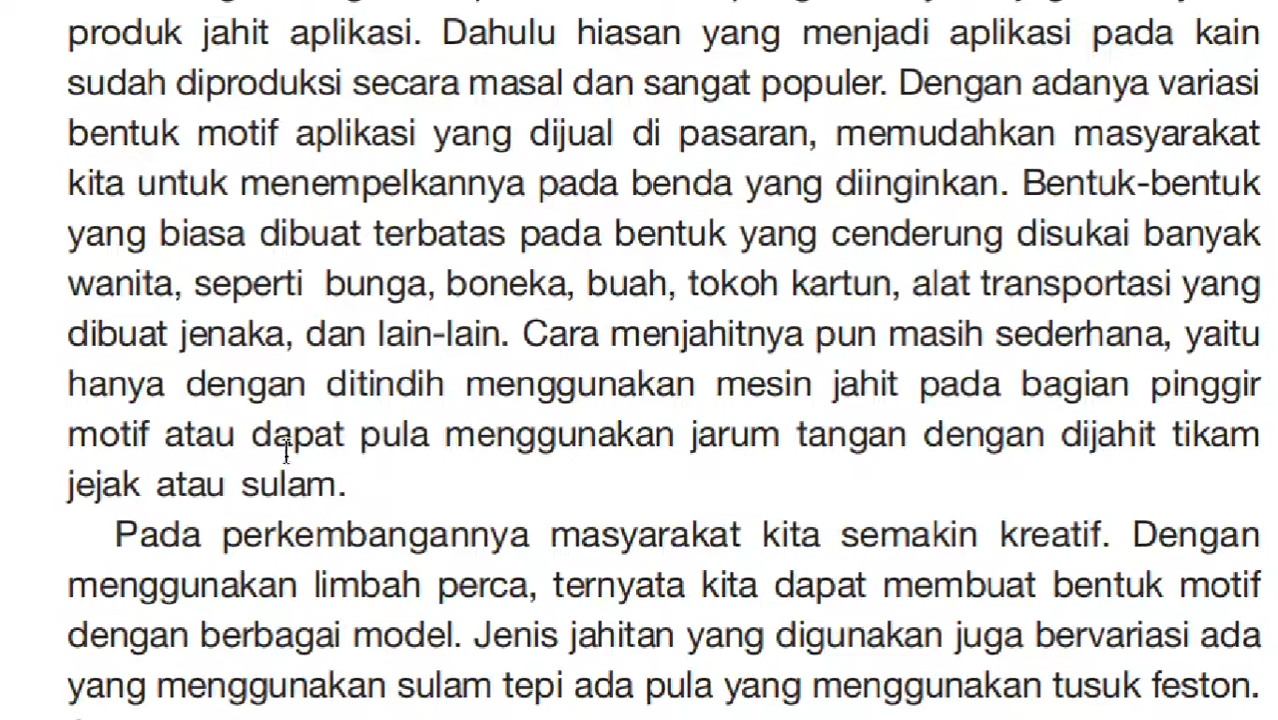 produk jahit aplikasi. Dahulu hiasan yang menjadi aplikasi pada kain
sudah diproduksi secara masal dan sangat populer. Dengan adanya variasi
bentuk motif aplikasi yang dijual di pasaran, memudahkan masyarakat
kita untuk menempelkannya pada benda yang diinginkan. Bentuk-bentuk
yang biasa dibuat terbatas pada bentuk yang cenderung disukai banyak
wanita, seperti bunga, boneka, buah, tokoh kartun, alat transportasi yang
dibuat jenaka, dan lain-lain. Cara menjahitnya pun masih sederhana, yaitu
hanya dengan ditindih menggunakan mesin jahit pada bagian pinggir
motif atau dapat pula menggunakan jarum tangan dengan dijahit tikam
jejak atau sulam.
Pada perkembangannya masyarakat kita semakin kreatif. Dengan
menggunakan limbah perca, ternyata kita dapat membuat bentuk motif
dengan berbagai model. Jenis jahitan yang digunakan juga bervariasi ada
yang menggunakan sulam tepi ada pula yang menggunakan tusuk feston.